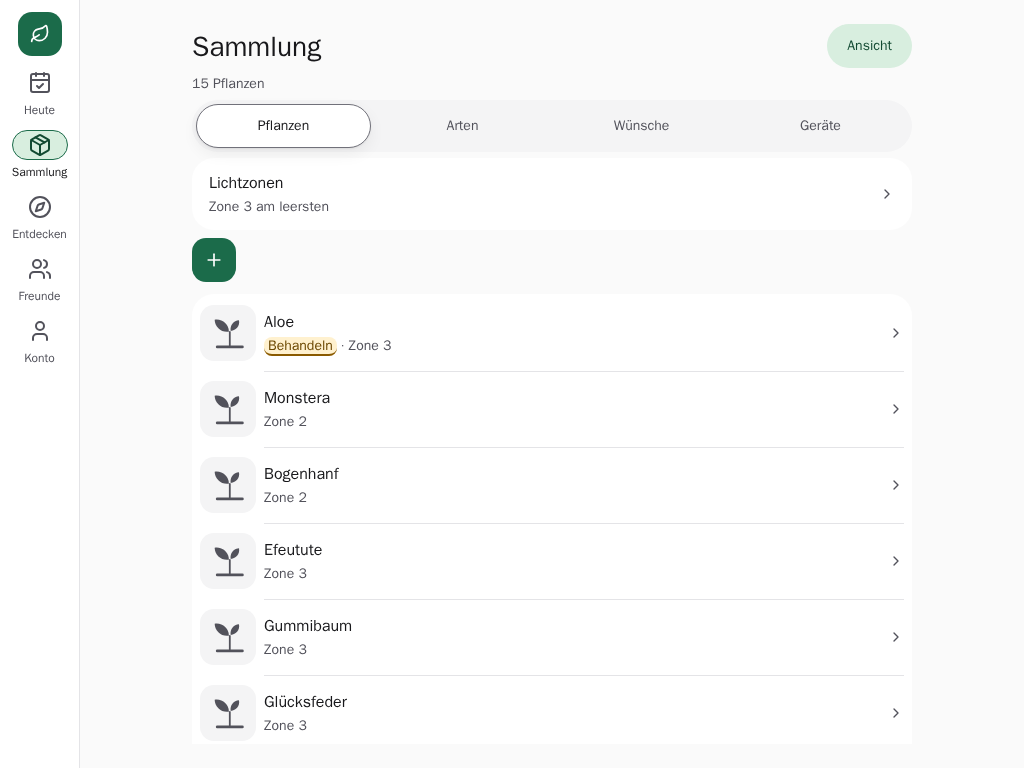 Heute
Sammlung
Entdecken
Freunde
Konto
Sammlung
Ansicht
15 Pflanzen
Pflanzen
Arten
Wünsche
Geräte
Lichtzonen
Zone 3 am leersten
Aloe
Behandeln · Zone 3
Monstera
Zone 2
Bogenhanf
Zone 2
Efeutute
Zone 3
Gummibaum
Zone 3
Glücksfeder
Zone 3